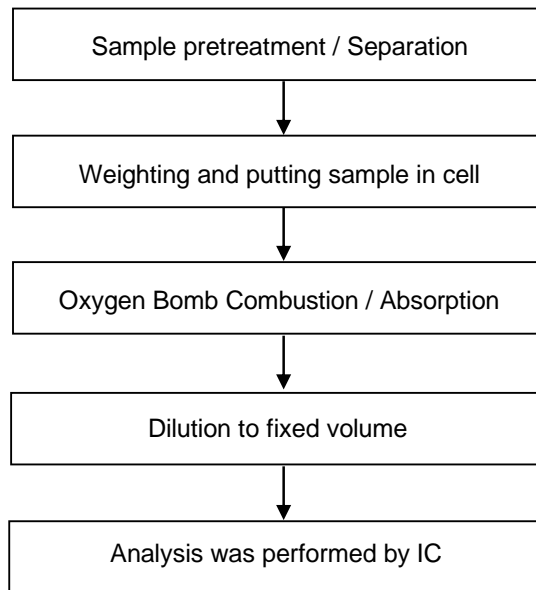 Sample pretreatment / Separation
Weighting and putting sample in cell
Oxygen Bomb Combustion / Absorption
Dilution to fixed volume
Analysis was performed by IC